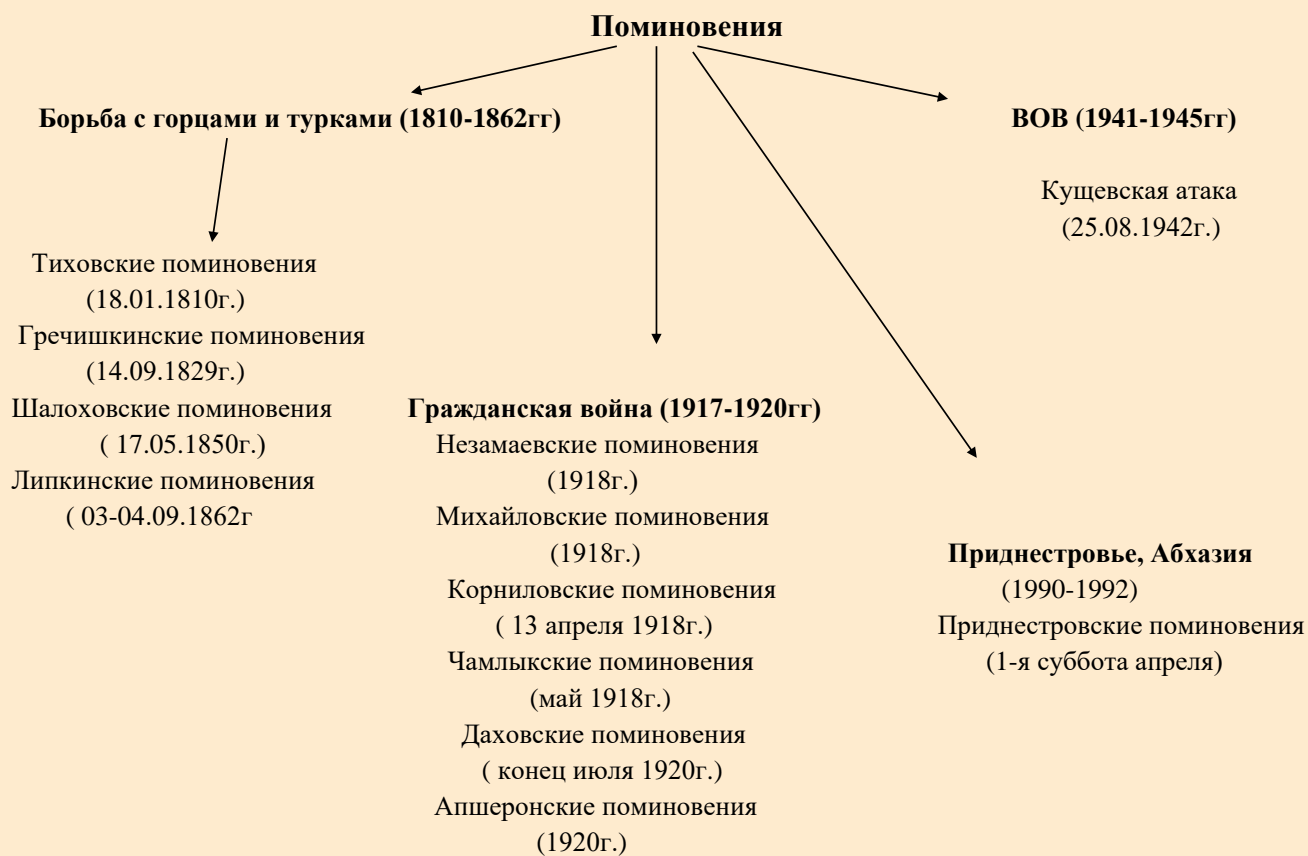 Поминовения
Борьба с горцами и турками (1810-1862гг)
Тиховские поминовения
(18.01.1810г.)
Гречишкинские поминовения
(14.09.1829г.)
Шалоховские поминовения
( 17.05.1850г.)
Липкинские поминовения
( 03-04.09.1862г
Гражданская война (1917-1920гг)
Незамаевские поминовения
(1918г.)
Михайловские поминовения
(1918г.)
Корниловские поминовения
( 13 апреля 1918г.)
Чамлыкские поминовения
(май 1918г.)
Даховские поминовения
( конец июля 1920г.)
Апшеронские поминовения
(1920г.)
ВОВ (1941-1945гг)
Кущевская атака
(25.08.1942г.)
Приднестровье, Абхазия
(1990-1992)
Приднестровские поминовения
(1-я суббота апреля)